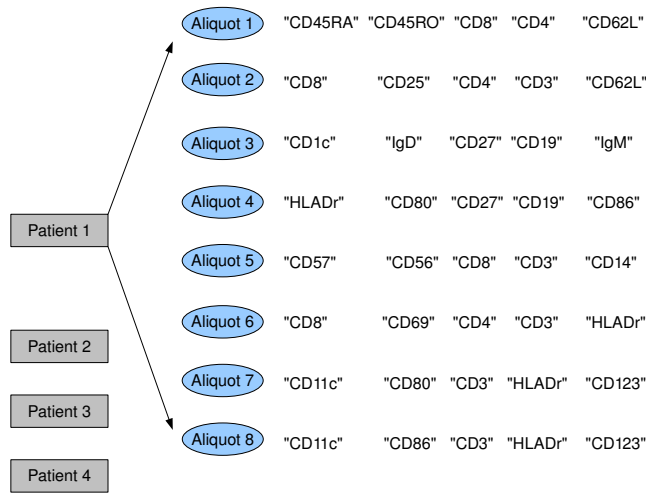 Aliquot 1 "CD45RA" "CD45RO" "CD8" "CD4" "CD62L"
Aliquot 2 "CD8" "CD25" "CD4" "CD3" "CD62L"
Aliquot 3 "CD1c" "IgD" "CD27" "CD19" "IgM"
Aliquot 4 "HLADr" "CD80" "CD27" "CD19" "CD86"
Patient 1
Aliquot 5 "CD57" "CD56" "CD8" "CD3" "CD14"
Aliquot 6 "CD8" "CD69" "CD4" "CD3" "HLADr"
Patient 2
Aliquot 7 "CD11c" "CD80" "CD3" "HLADr" "CD123"
Patient 3
Aliquot 8 "CD11c" "CD86" "CD3" "HLADr" "CD123"
Patient 4